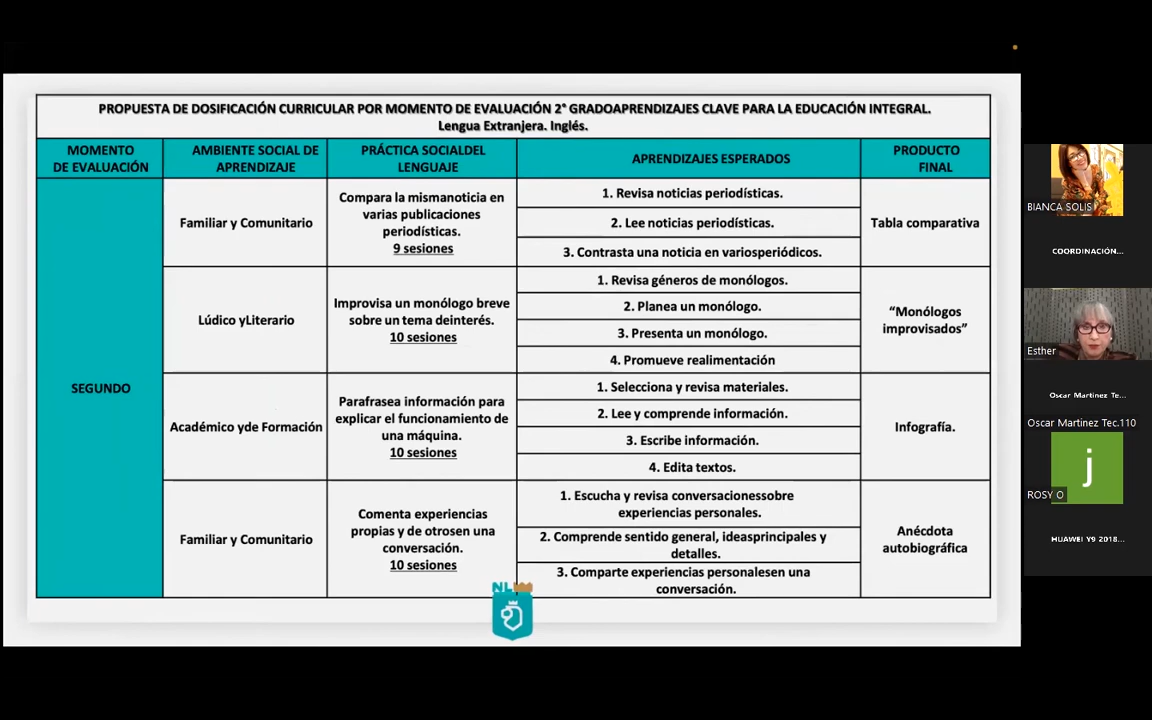 PROPUESTA DE DOSIFICACIÓN CURRICULAR POR MOMENTO DE EVALUACIÓN 2° GRADOAPRENDIZAJES CLAVE PARA LA EDUCACIÓN INTEGRAL.
Lengua Extranjera. Inglés.
MOMENTO
DE EVALUACIÓN
AMBIENTE SOCIAL DE
APRENDIZAJE
PRÁCTICA SOCIALDEL
LENGUAJE
APRENDIZAJES ESPERADOS
PRODUCTO
FINAL
SEGUNDO
Familiar y Comunitario
Compara la mismanoticia en
varias publicaciones
periodísticas.
9 sesiones
1. Revisa noticias periodísticas.
2. Lee noticias periodísticas.
3. Contrasta una noticia en variosperiódicos.
Tabla comparativa
Lúdico yLiterario
Improvisa un monólogo breve
sobre un tema deinterés.
10 sesiones
1. Revisa géneros de monólogos.
2. Planea un monólogo.
3. Presenta un monólogo.
4. Promueve realimentación
“Monólogos
improvisados”
Académico yde Formación
Parafrasea información para
explicar el funcionamiento de
una máquina.
10 sesiones
1. Selecciona y revisa materiales.
2. Lee y comprende información.
3. Escribe información.
4. Edita textos.
Infografía.
Familiar y Comunitario
Comenta experiencias
propias y de otrosen una
conversación.
10 sesiones
1. Escucha y revisa conversacionessobre
experiencias personales.
2. Comprende sentido general, ideasprincipales y
detalles.
3. Comparte experiencias personalesen una
conversación.
Anécdota
autobiográfica
NL
BIANCA SOLIS
COORDINACIÓN...
Esther
Oscar Martinez Te...
Oscar Martinez Tec.110
j
ROSY O
HUAWEI Y9 2018...